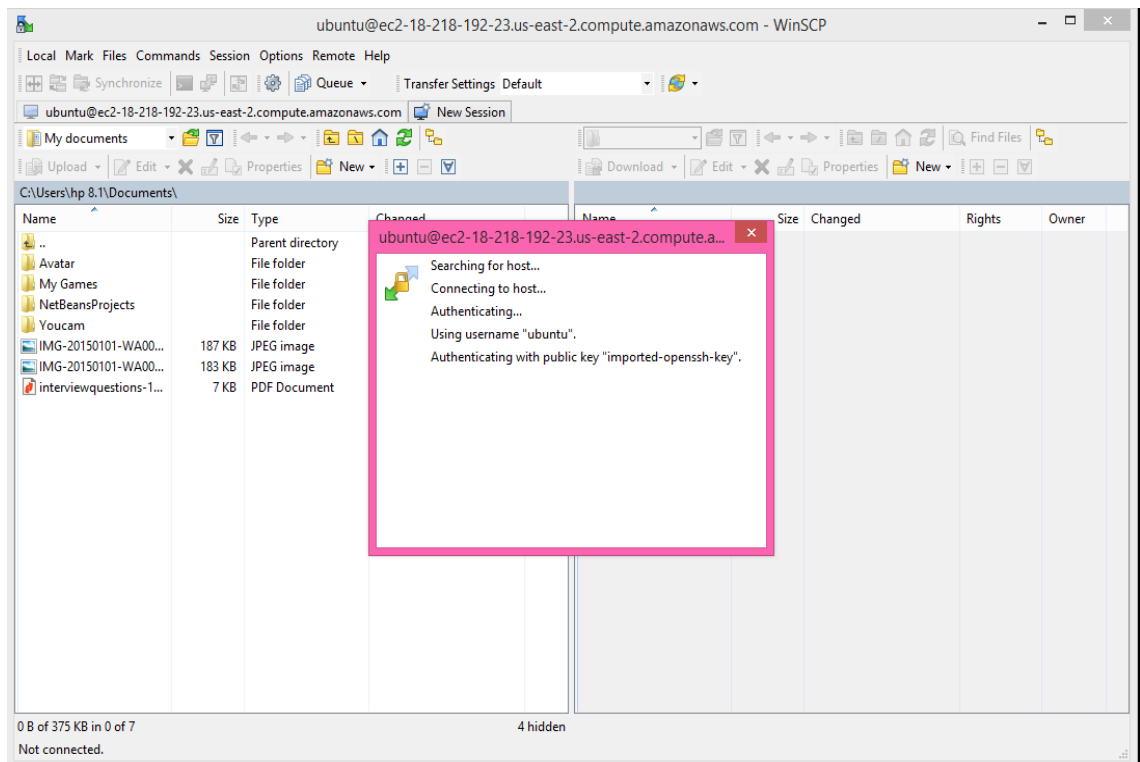 ubuntu@ec2-18-218-192-23.us-east-2.compute.amazonaws.com - WinSCP
Local Mark Files Commands Session Options Remote Help
Synchronize Queue Transfer Settings Default
ubuntu@ec2-18-218-192-23.us-east-2.compute.amazonaws.com New Session
My documents Find Files
Upload Edit Properties New Download Edit Properties New
C:\Users\hp 8.1\Documents\
Name Size Type Changed Name Size Changed Rights Owner
.. Parent directory
Avatar File folder
My Games File folder
NetBeansProjects File folder
Youcam File folder
IMG-20150101-WA00... 187 KB JPEG image
IMG-20150101-WA00... 183 KB JPEG image
interviewquestions-1... 7 KB PDF Document
ubuntu@ec2-18-218-192-23.us-east-2.compute.a...
Searching for host...
Connecting to host...
Authenticating...
Using username "ubuntu".
Authenticating with public key "imported-openssh-key".
0 B of 375 KB in 0 of 7 4 hidden
Not connected.